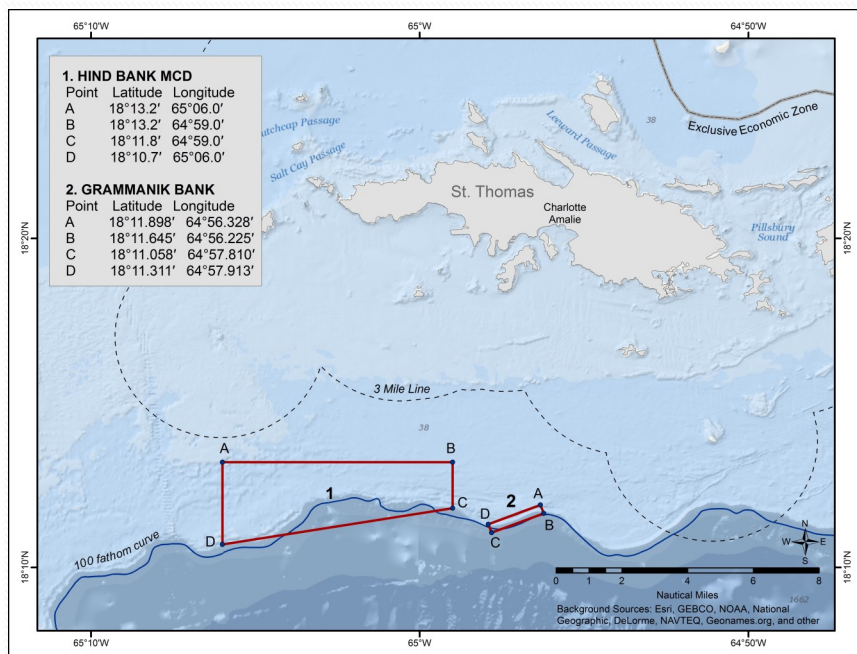 65°10'W
65°W
64°50'W
1. HIND BANK MCD
Point Latitude Longitude
A 18°13.2′ 65°06.0′
B 18°13.2′ 64°59.0′
C 18°11.8′ 64°59.0′
D 18°10.7′ 65°06.0′
2. GRAMMANIK BANK
Point Latitude Longitude
A 18°11.898′ 64°56.328′
B 18°11.645′ 64°56.225′
C 18°11.058′ 64°57.810′
D 18°11.311′ 64°57.913′
Passage
Salt Cay Passage
Leeward Passage
38
Exclusive Economic Zone
St. Thomas
Charlotte
Amalie
Pillsbury
Sound
18°20'N
18°20'N
3 Mile Line
38
A
B
1
C
D
2
A
D
B
C
100 fathom curve
N
W E
S
18°10'N
18°10'N
0 1 2 4 6 8
Nautical Miles
1662
Background Sources: Esri, GEBCO, NOAA, National
Geographic, DeLorme, NAVTEQ, Geonames.org, and other
65°10'W
65°W
64°50'W